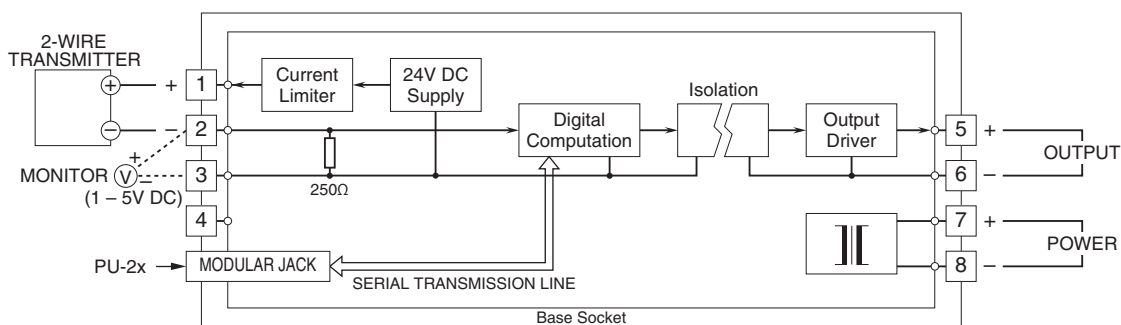 2-WIRE
TRANSMITTER
+
−
+
−
1
2
3
4
Current
Limiter
24V DC
Supply
Isolation
Digital
Computation
Output
Driver
5
+
OUTPUT
6
−
+
MONITOR
V
−
(1 – 5V DC)
250Ω
7
+
POWER
8
−
PU-2x
MODULAR JACK
SERIAL TRANSMISSION LINE
Base Socket